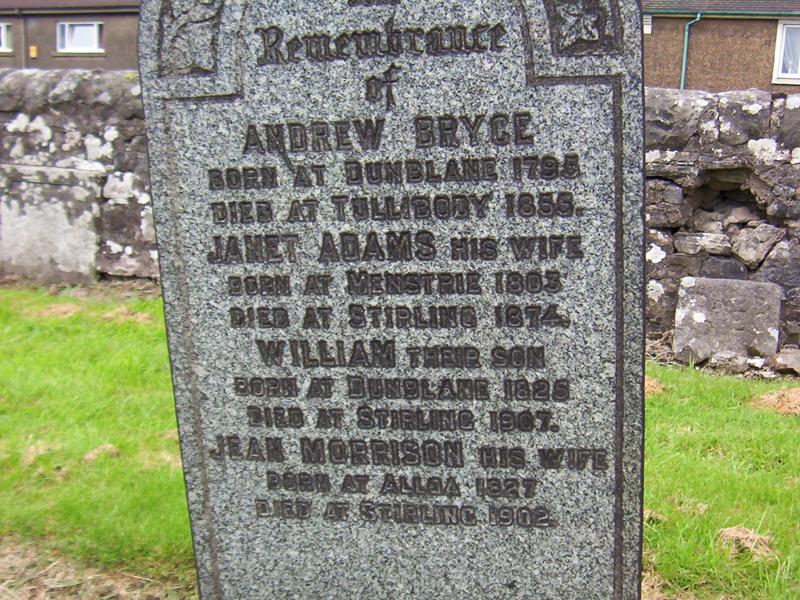 Remembrance
of
ANDREW BRYCE
BORN AT DUNBLANE 1795
DIED AT TULLIBODY 1855.
JANET ADAMS HIS WIFE
BORN AT MENSTRIE 1803
DIED AT STIRLING 1874.
WILLIAM THEIR SON
BORN AT DUNBLANE 1825
DIED AT STIRLING 1907.
JEAN MORRISON HIS WIFE
BORN AT ALLOA 1827
DIED AT STIRLING 1902.